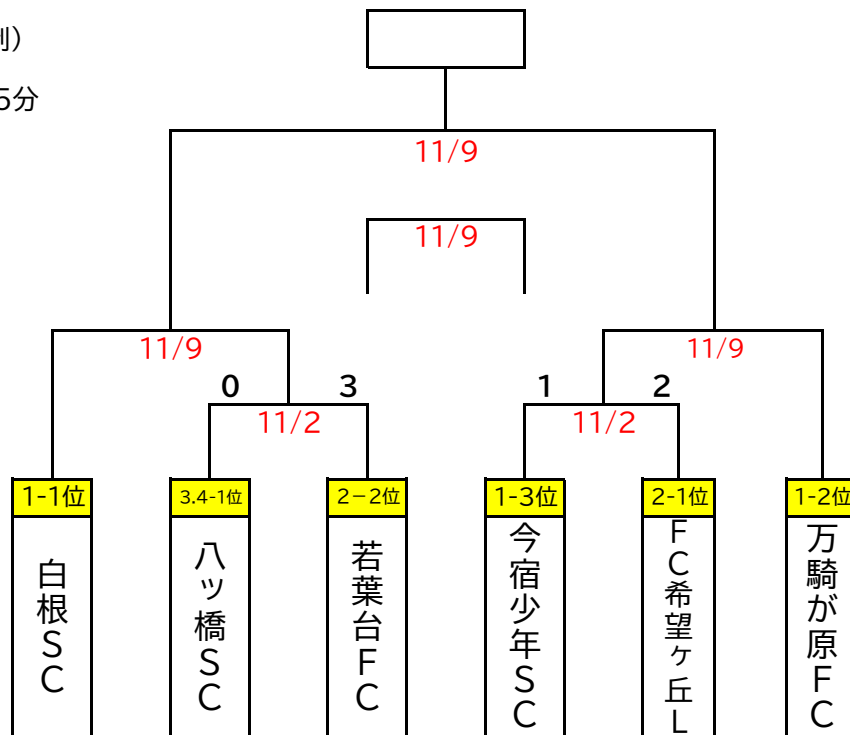 5分
11/9
11/9
11/9
11/9
0
3
1
2
11/2
11/2
1-1位
3.4-1位
2−2位
1-3位
2-1位
1-2位
白根SC
八ッ橋SC
若葉台FC
今宿少年SC
FC希望ヶ丘L
万騎が原FC